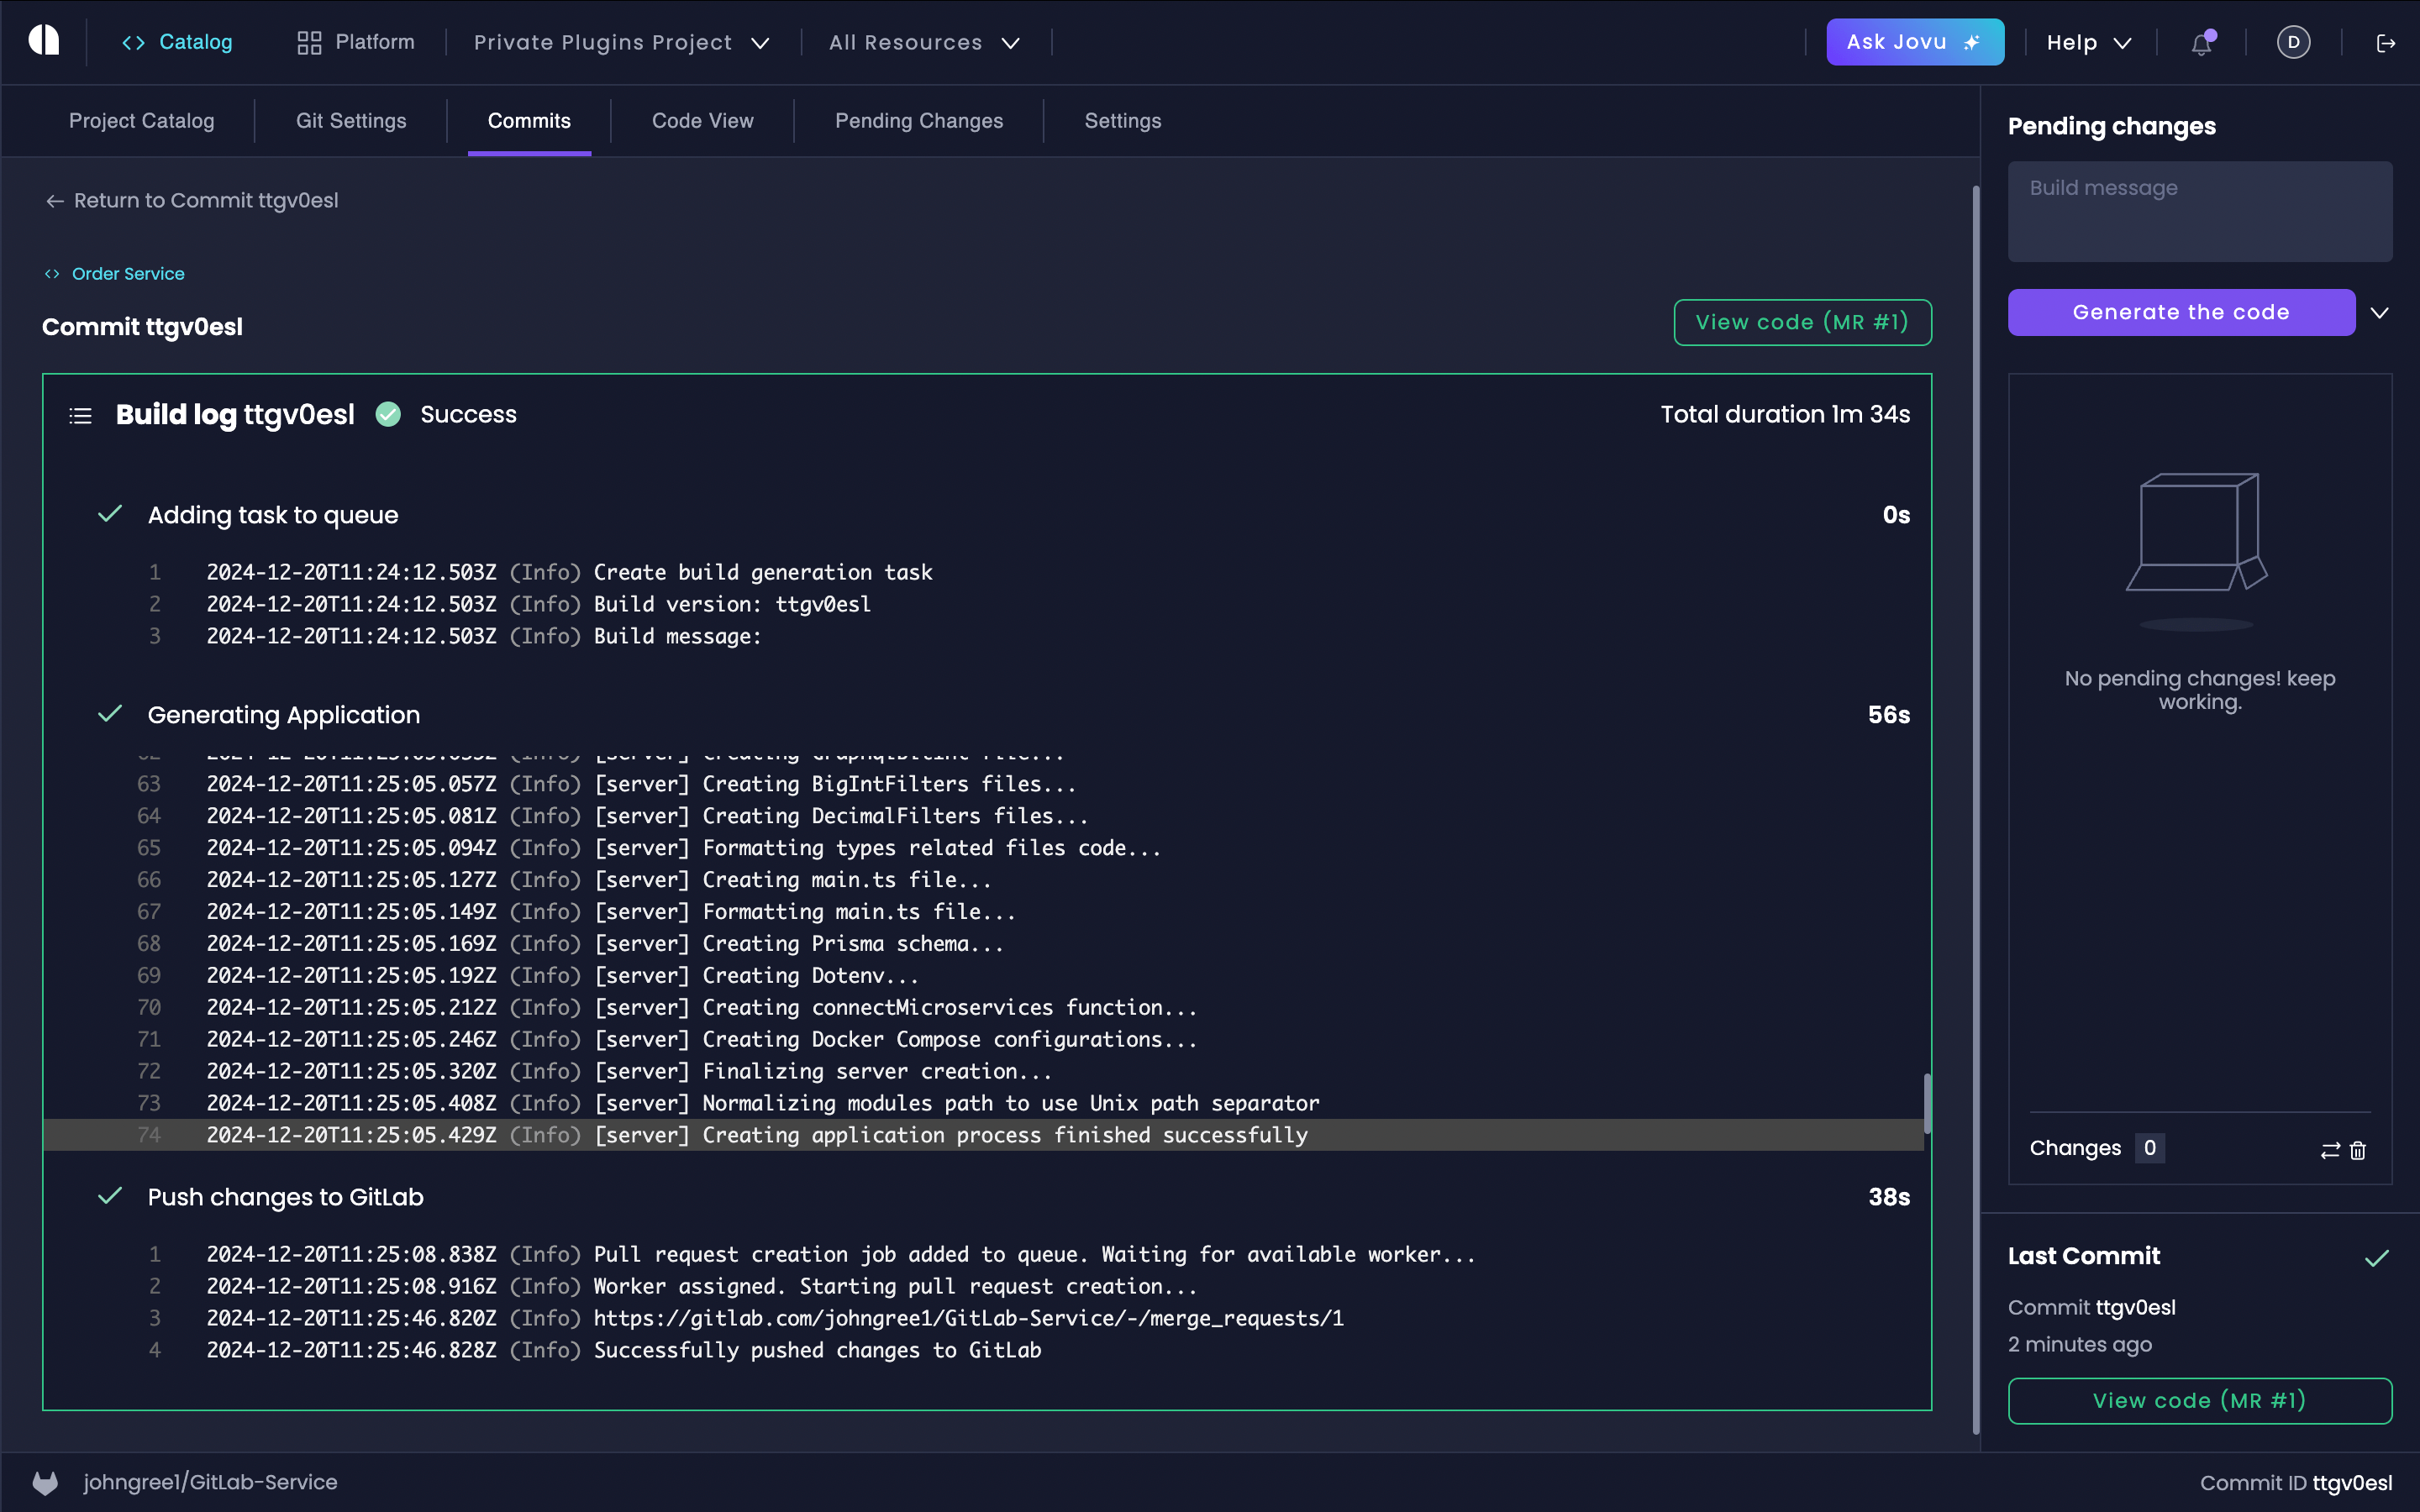 Catalog
Platform
Private Plugins Project
All Resources
Ask Jovu
Help
D
Project Catalog
Git Settings
Commits
Code View
Pending Changes
Settings
Return to Commit ttgv0esl
Order Service
Commit ttgv0esl
View code (MR #1)
Build log ttgv0esl Success
Total duration 1m 34s
Adding task to queue 0s
1 2024-12-20T11:24:12.503Z (Info) Create build generation task
2 2024-12-20T11:24:12.503Z (Info) Build version: ttgv0esl
3 2024-12-20T11:24:12.503Z (Info) Build message:
Generating Application 56s
63 2024-12-20T11:25:05.057Z (Info) [server] Creating BigIntFilters files...
64 2024-12-20T11:25:05.081Z (Info) [server] Creating DecimalFilters files...
65 2024-12-20T11:25:05.094Z (Info) [server] Formatting types related files code...
66 2024-12-20T11:25:05.127Z (Info) [server] Creating main.ts file...
67 2024-12-20T11:25:05.149Z (Info) [server] Formatting main.ts file...
68 2024-12-20T11:25:05.169Z (Info) [server] Creating Prisma schema...
69 2024-12-20T11:25:05.192Z (Info) [server] Creating Dotenv...
70 2024-12-20T11:25:05.212Z (Info) [server] Creating connectMicroservices function...
71 2024-12-20T11:25:05.246Z (Info) [server] Creating Docker Compose configurations...
72 2024-12-20T11:25:05.320Z (Info) [server] Finalizing server creation...
73 2024-12-20T11:25:05.408Z (Info) [server] Normalizing modules path to use Unix path separator
74 2024-12-20T11:25:05.429Z (Info) [server] Creating application process finished successfully
Push changes to GitLab 38s
1 2024-12-20T11:25:08.838Z (Info) Pull request creation job added to queue. Waiting for available worker...
2 2024-12-20T11:25:08.916Z (Info) Worker assigned. Starting pull request creation...
3 2024-12-20T11:25:46.820Z (Info) https://gitlab.com/johngree1/GitLab-Service/-/merge_requests/1
4 2024-12-20T11:25:46.828Z (Info) Successfully pushed changes to GitLab
Pending changes
Build message
Generate the code
No pending changes! keep
working.
Changes 0
Last Commit
Commit ttgv0esl
2 minutes ago
View code (MR #1)
johngree1/GitLab-Service
Commit ID ttgv0esl